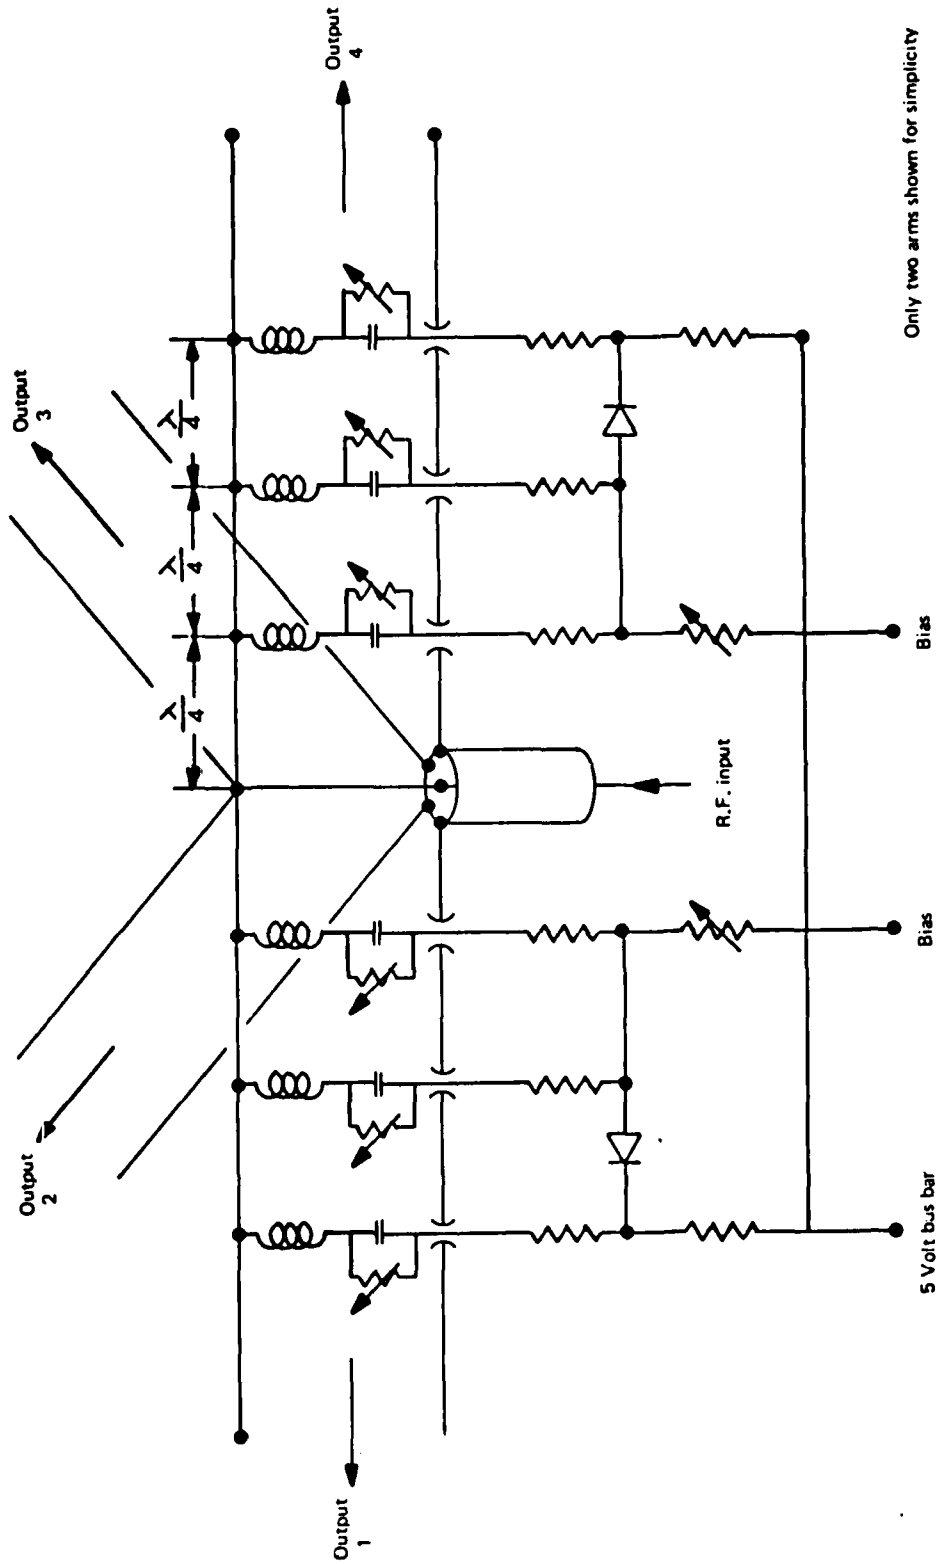 Output
1
Output
2
Output
3
Output
4
λ
4
λ
4
λ
4
5 Volt bus bar
Bias
R.F. input
Bias
Only two arms shown for simplicity